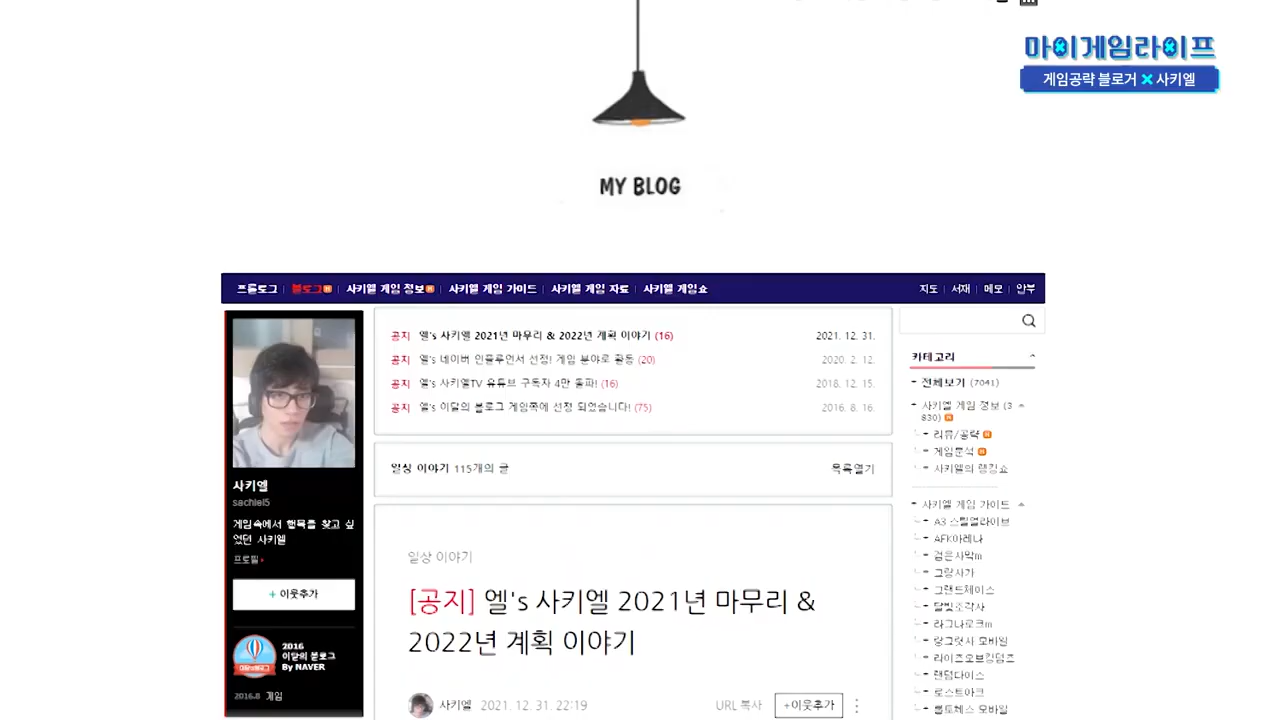 마이게임라이프
게임공략 블로거 × 사키엘
MY BLOG
프롤로그 블로그 사키엘 게임 정보 사키엘 게임 가이드 사키엘 게임 자료 사키엘 게임쇼 지도 서재 메모 안부
공지 엘's 사키엘 2021년 마무리 & 2022년 계획 이야기 (16) 2021. 12. 31.
공지 엘's 네이버 인플루언서 선정! 게임 분야로 활동 (20) 2020. 2. 12.
공지 엘's 사키엘TV 유튜브 구독자 4만 돌파! (16) 2018. 12. 15.
공지 엘's 이달의 블로그 게임쪽에 선정 되었습니다! (75) 2016. 8. 16.
일상 이야기 115개의 글 목록열기
일상 이야기
[공지] 엘's 사키엘 2021년 마무리 &
2022년 계획 이야기
사키엘 2021. 12. 31. 22:19 URL 복사 +이웃추가
사키엘
sachiel5
게임속에서 행복을 찾고 싶
었던 사키엘
프로필
+ 이웃추가
2016
이달의 블로그
By NAVER
2016.8 게임
카테고리
전체보기 (7041)
사키엘 게임 정보 (3
830)
리뷰/공략
게임분석
사키엘의 랭킹쇼
사키엘 게임 가이드
A3 스틸얼라이브
AFK아레나
검은사막m
그랑사가
그랜드체이스
달빛조각사
라그나로크m
랑그릿사 모바일
라이즈오브킹덤즈
랜덤다이스
로스트아크
룰토체스 모바일